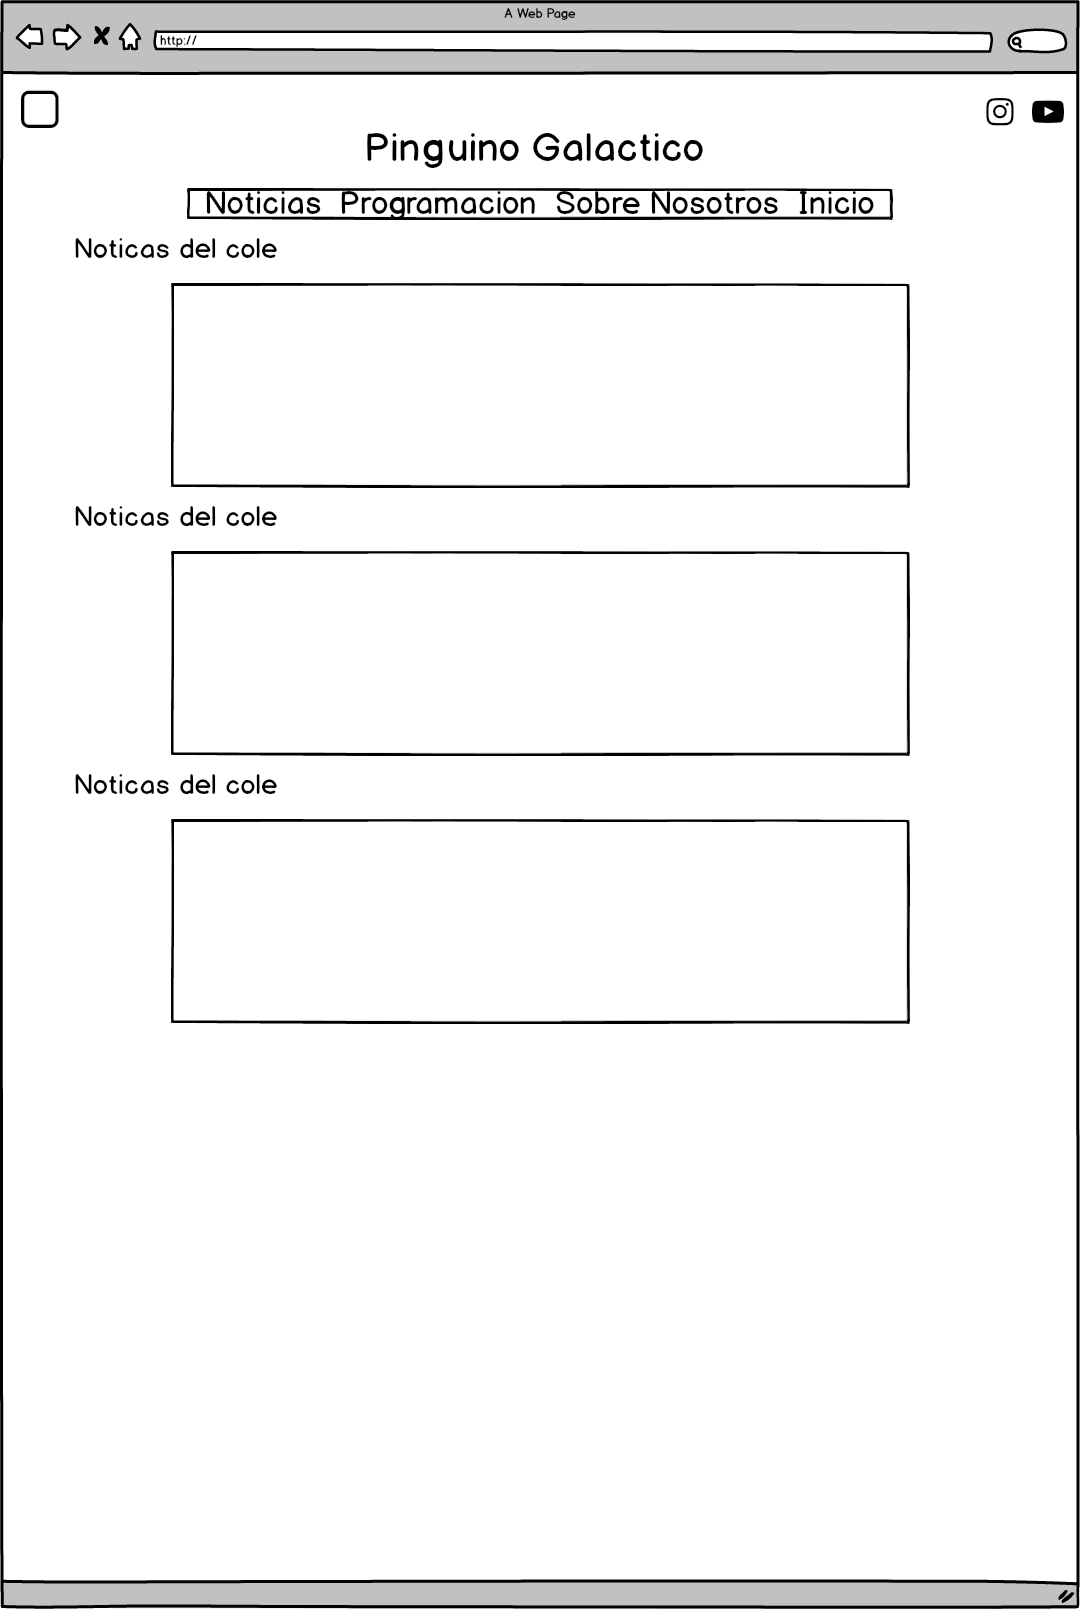 A Web Page
http://
Pinguino Galactico
Noticias Programacion Sobre Nosotros Inicio
Noticas del cole
Noticas del cole
Noticas del cole